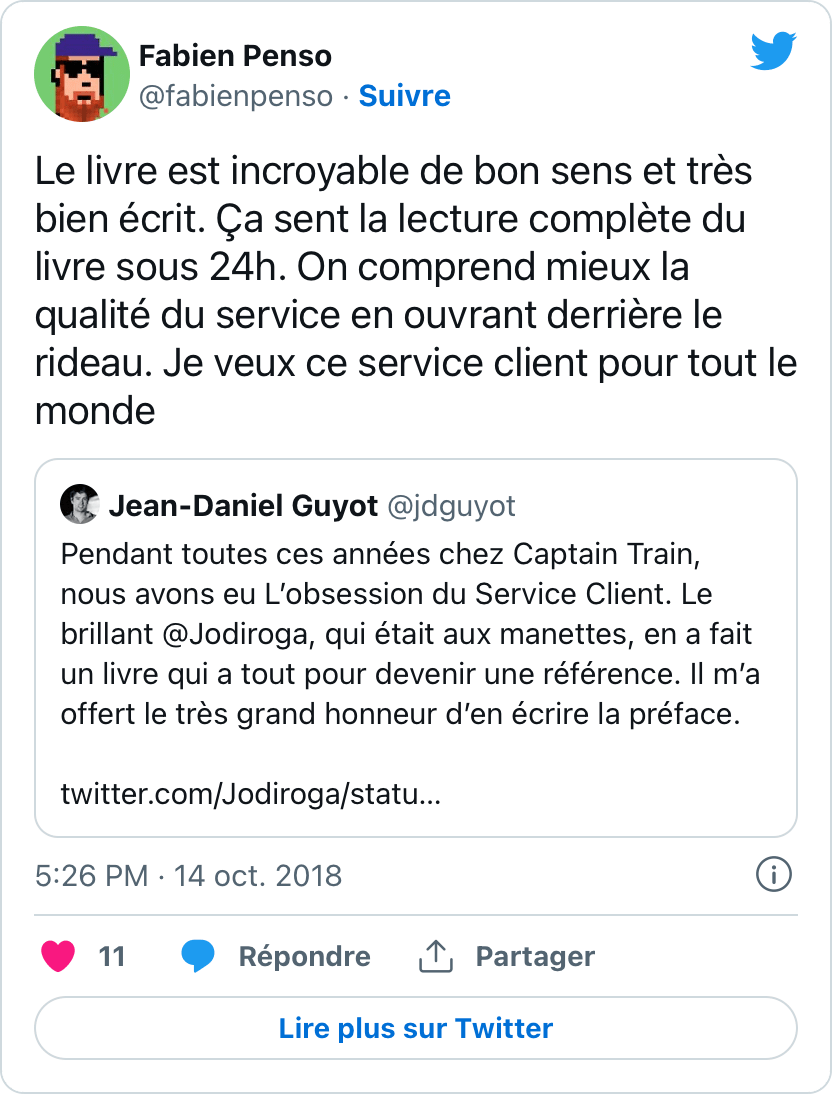 Fabien Penso
@fabienpenso · Suivre
Le livre est incroyable de bon sens et très
bien écrit. Ça sent la lecture complète du
livre sous 24h. On comprend mieux la
qualité du service en ouvrant derrière le
rideau. Je veux ce service client pour tout le
monde
Jean-Daniel Guyot @jdguyot
Pendant toutes ces années chez Captain Train,
nous avons eu L’obsession du Service Client. Le
brillant @Jodiroga, qui était aux manettes, en a fait
un livre qui a tout pour devenir une référence. Il m’a
offert le très grand honneur d’en écrire la préface.
twitter.com/Jodiroga/statu…
5:26 PM · 14 oct. 2018
11 Répondre Partager
Lire plus sur Twitter